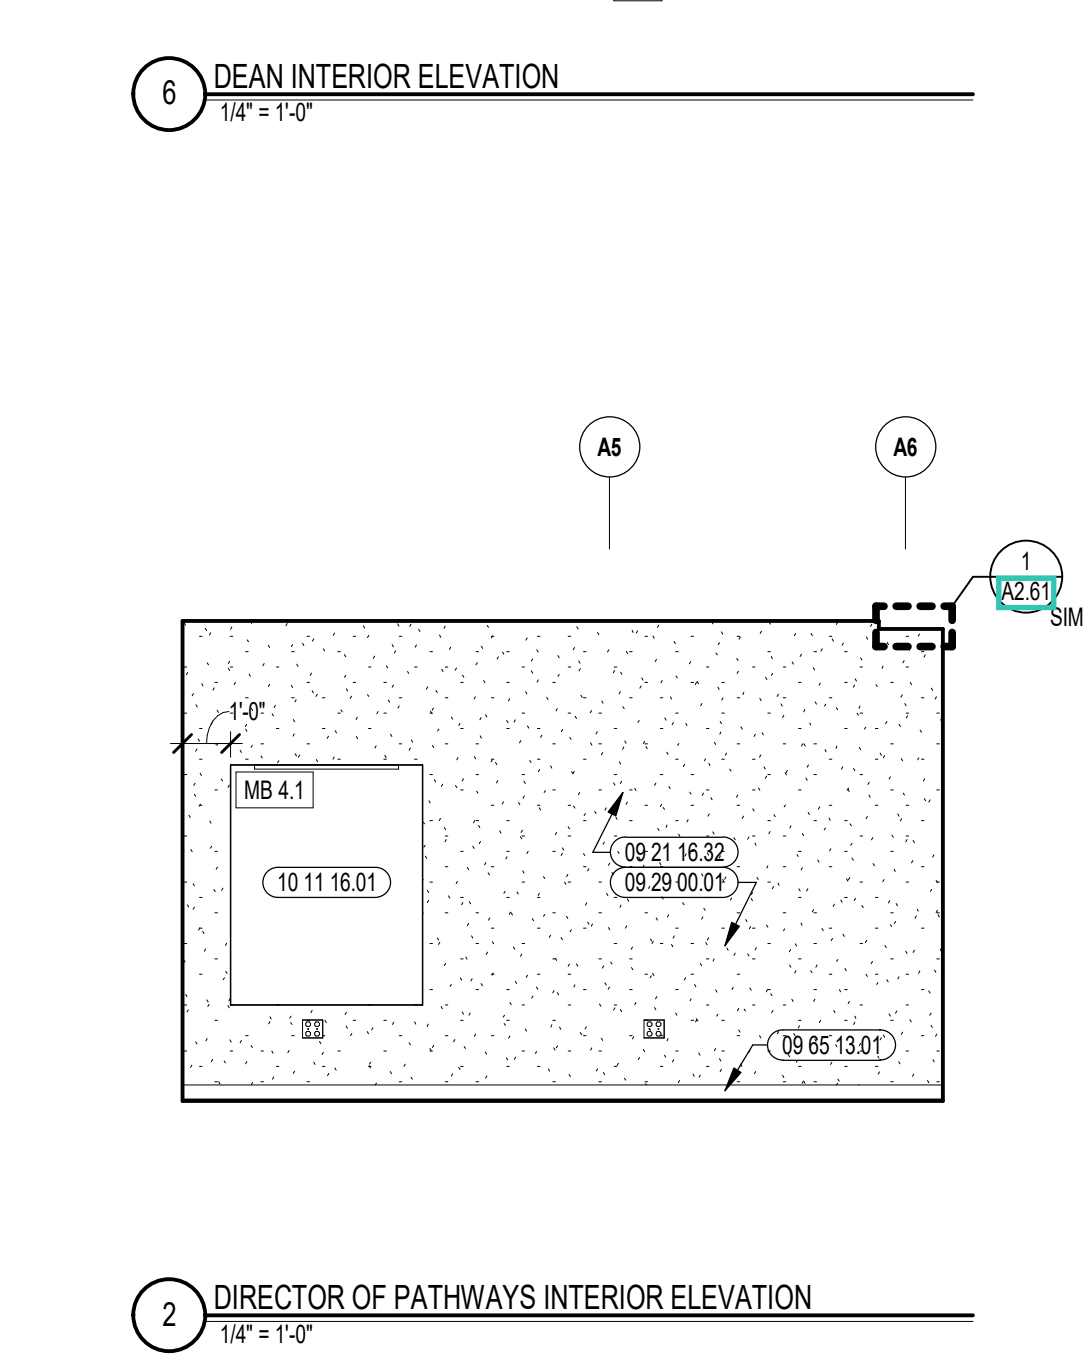 6
DEAN INTERIOR ELEVATION
1/4" = 1'-0"
A5
A6
1
A2.61
SIM
1'-0"
MB 4.1
09 21 16.32
10 11 16.01
09 29 00.01
09 65 13.01
2
DIRECTOR OF PATHWAYS INTERIOR ELEVATION
1/4" = 1'-0"